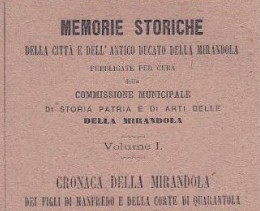 MEMORIE STORICHE
DELLA CITTÀ E DELL' ANTICO DUCATO DELLA MIRANDOLA
PUBBLICATE PER CURA
della
COMMISSIONE MUNICIPALE
DI STORIA PATRIA E DI ARTI BELLE
DELLA MIRANDOLA
Volume I.
CRONACA DELLA MIRANDOLA
DEI FIGLI DI MANFREDO E DELLA CORTE DI QUARANTOLA